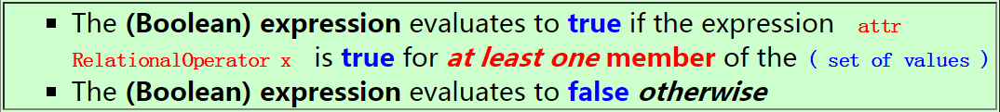 ▪ The (Boolean) expression evaluates to true if the expression attr
RelationalOperator x is true for at least one member of the ( set of values )
▪ The (Boolean) expression evaluates to false otherwise